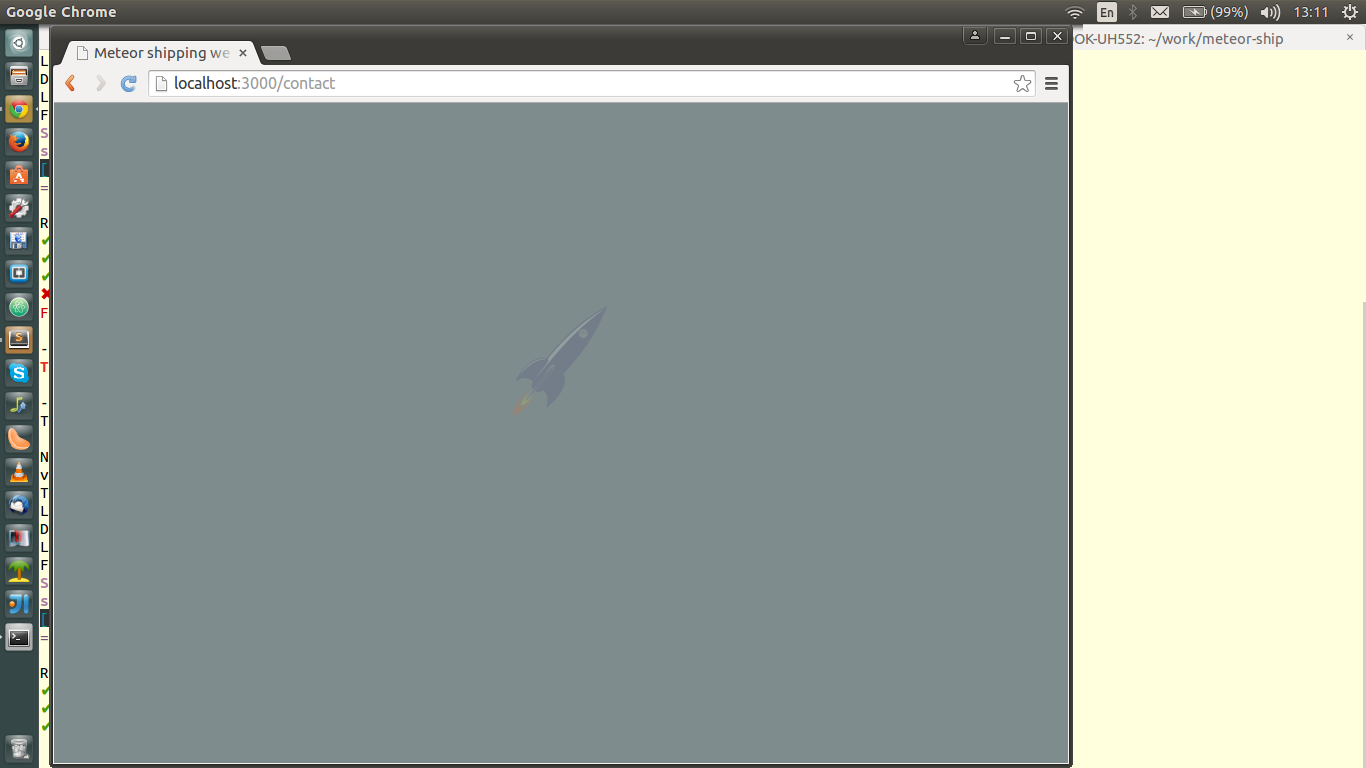 Google Chrome
En
(99%)
13:11
Meteor shipping we
OK-UH552: ~/work/meteor-ship
localhost:3000/contact
L
D
L
F
S
s
[
=
R
✔
✔
✔
✖
F
-
T
-
T
N
v
T
L
D
L
F
S
s
[
=
R
✔
✔
✔